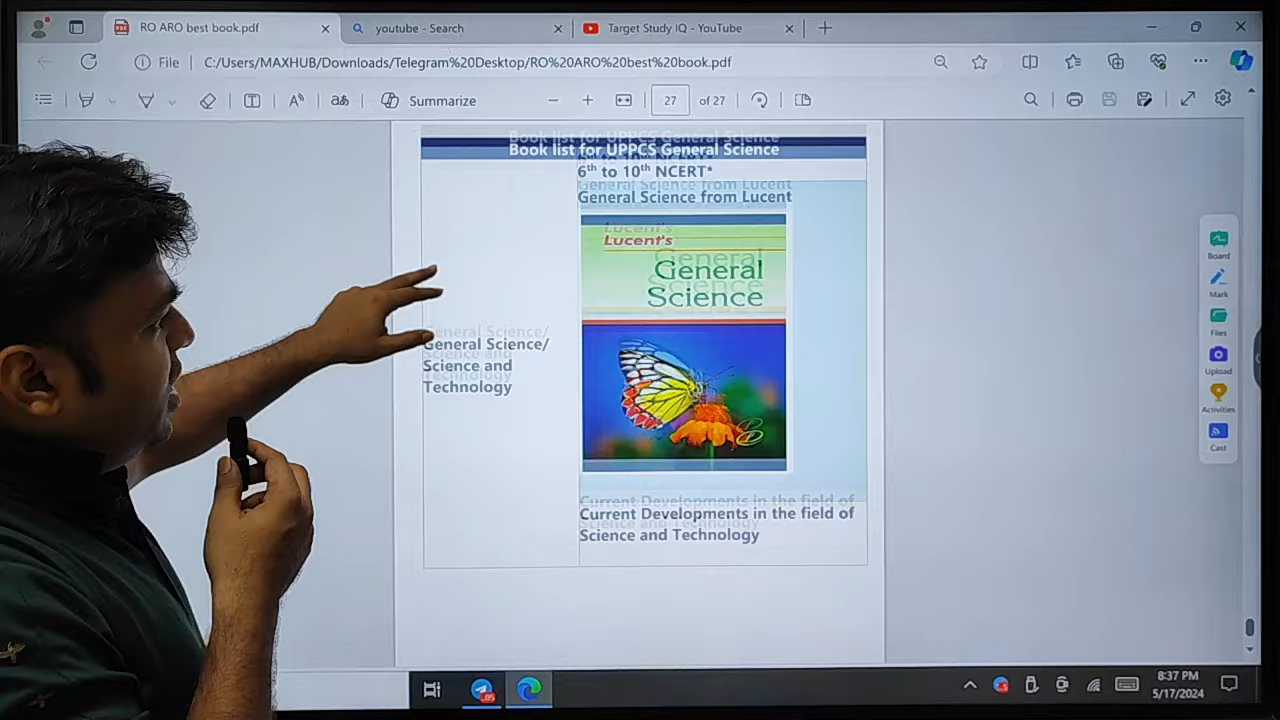 RO ARO best book.pdf
youtube - Search
Target Study IQ - YouTube
File
C:/Users/MAXHUB/Downloads/Telegram%20Desktop/RO%20ARO%20best%20book.pdf
Summarize
27 of 27
Book list for UPPCS General Science
6th to 10th NCERT*
General Science from Lucent
Lucent's
General
Science
General Science/
Science and
Technology
Current Developments in the field of
Science and Technology
Board
Mark
Files
Upload
Activities
Cast
8:37 PM
5/17/2024